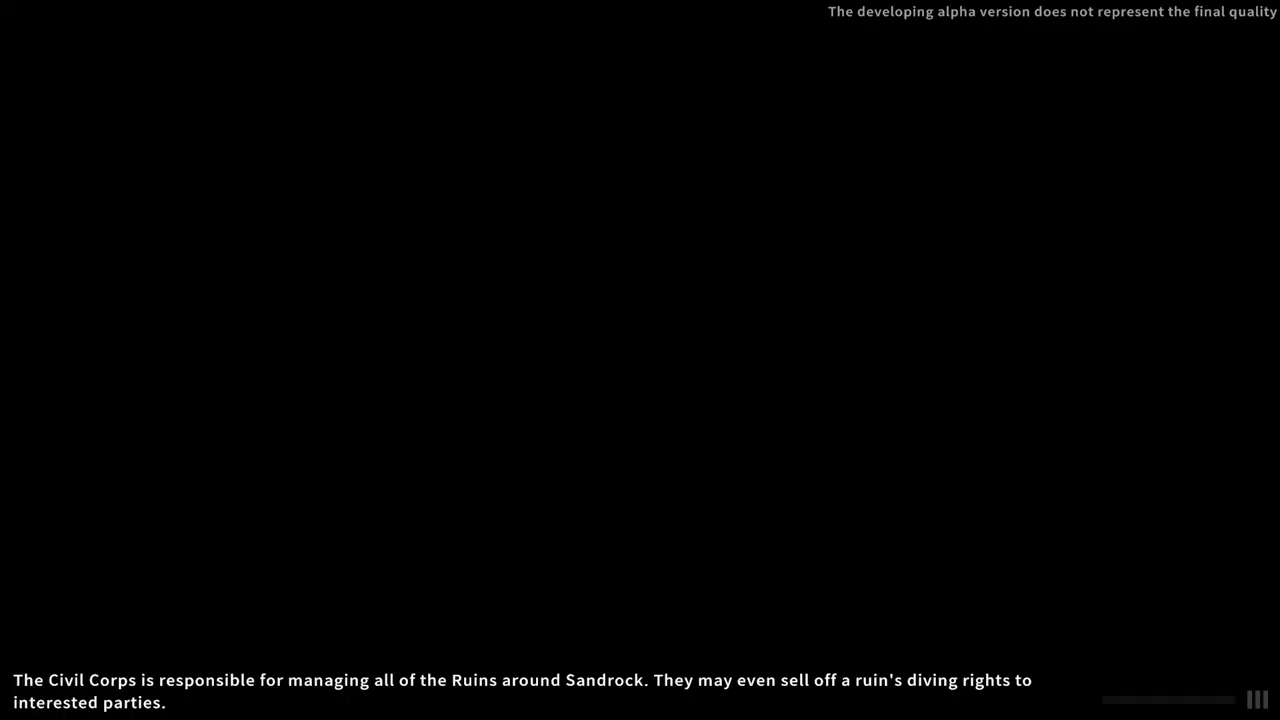 The developing alpha version does not represent the final quality
The Civil Corps is responsible for managing all of the Ruins around Sandrock. They may even sell off a ruin's diving rights to
interested parties.